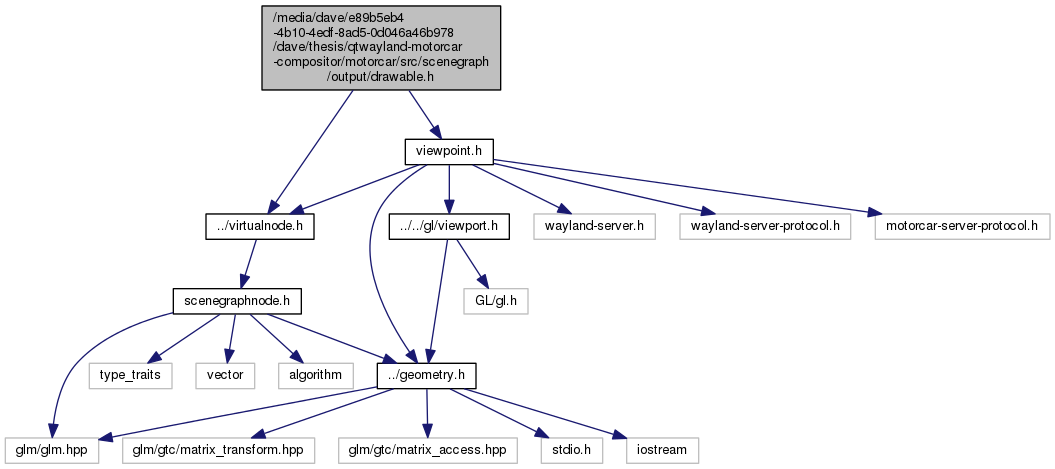 /media/dave/e89b5eb4
-4b10-4edf-8ad5-0d046a46b978
/dave/thesis/qtwayland-motorcar
-compositor/motorcar/src/scenegraph
/output/drawable.h
viewpoint.h
../virtualnode.h
../../gl/viewport.h
wayland-server.h
wayland-server-protocol.h
motorcar-server-protocol.h
scenegraphnode.h
GL/gl.h
type_traits
vector
algorithm
../geometry.h
glm/glm.hpp
glm/gtc/matrix_transform.hpp
glm/gtc/matrix_access.hpp
stdio.h
iostream